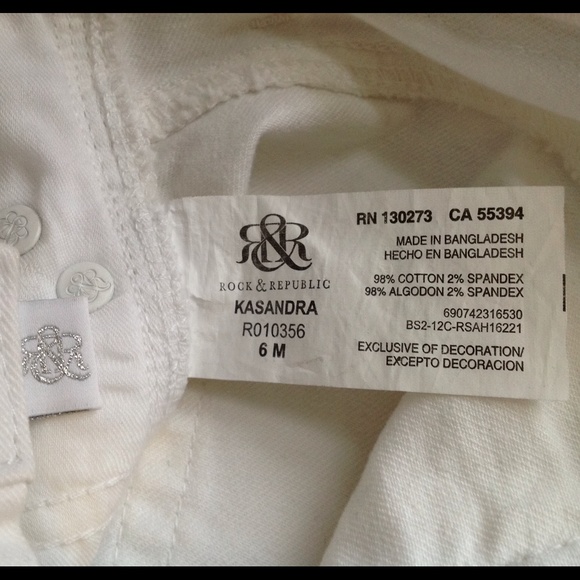 R&R
ROCK & REPUBLIC
KASANDRA
R010356
6 M
RN 130273 CA 55394
MADE IN BANGLADESH
HECHO EN BANGLADESH
98% COTTON 2% SPANDEX
98% ALGODON 2% SPANDEX
690742316530
BS2-12C-RSAH16221
EXCLUSIVE OF DECORATION/
EXCEPTO DECORACION